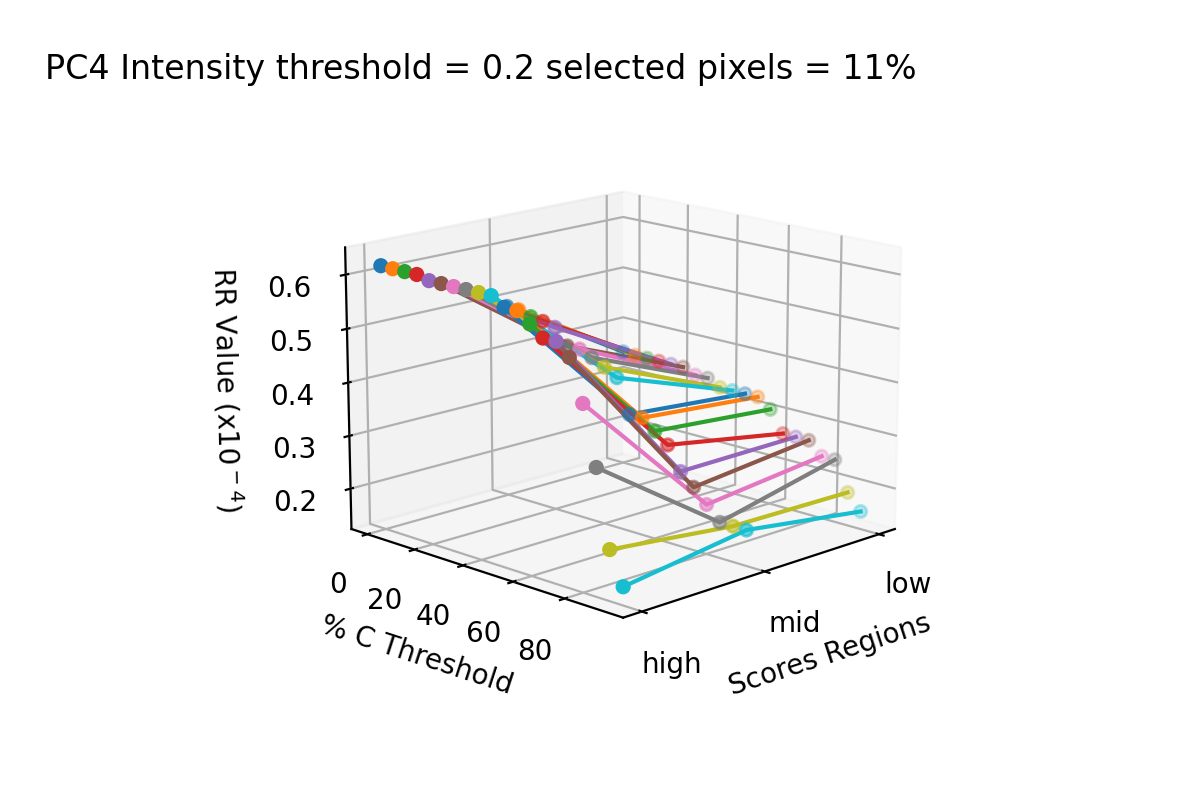 PC4 Intensity threshold = 0.2 selected pixels = 11%
RR Value (x10⁻⁴)
0.6
0.5
0.4
0.3
0.2
0
20
40
60
80
% C Threshold
high
mid
low
Scores Regions